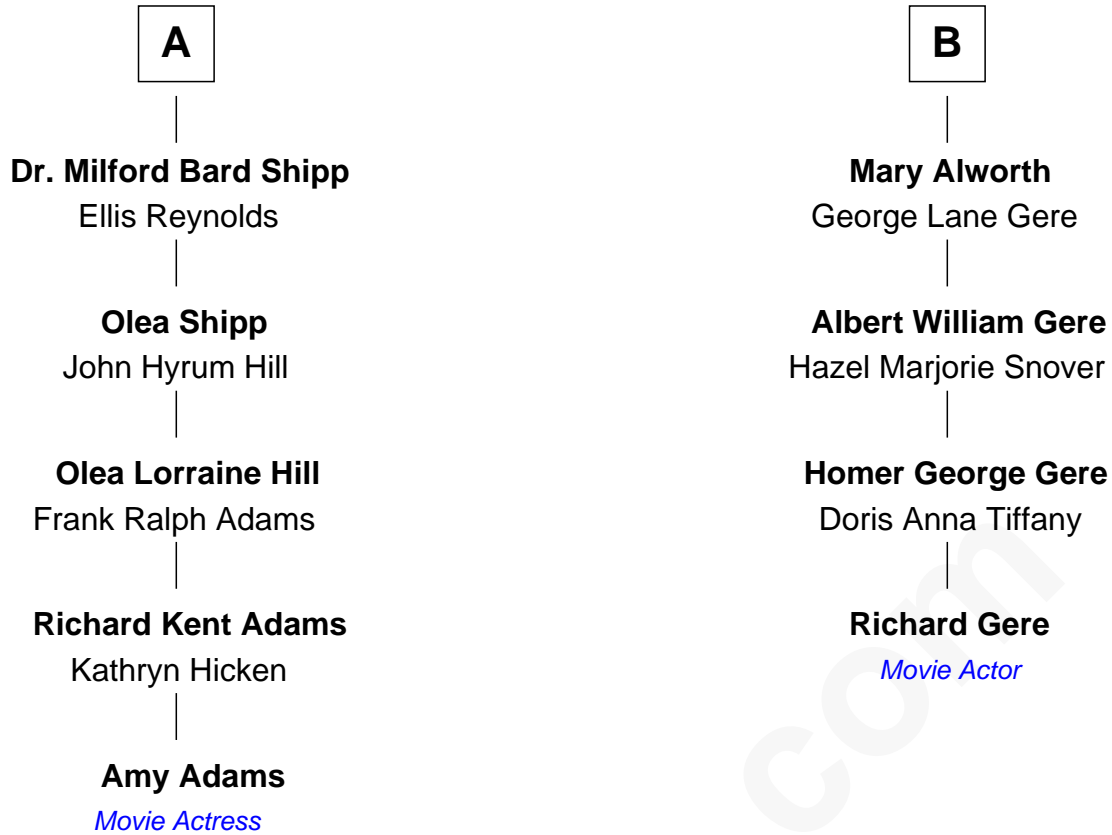 A
Dr. Milford Bard Shipp
Ellis Reynolds
Olea Shipp
John Hyrum Hill
Olea Lorraine Hill
Frank Ralph Adams
Richard Kent Adams
Kathryn Hicken
Amy Adams
Movie Actress
B
Mary Alworth
George Lane Gere
Albert William Gere
Hazel Marjorie Snover
Homer George Gere
Doris Anna Tiffany
Richard Gere
Movie Actor
com